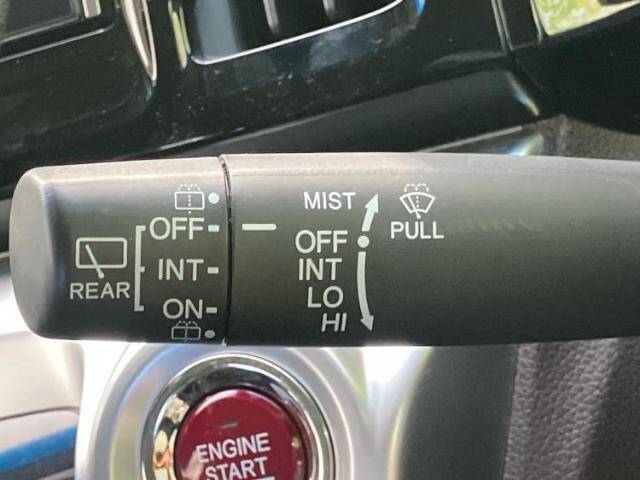 MIST
OFF
INT
LO
HI
PULL
REAR
OFF
INT
ON
ENGINE
START